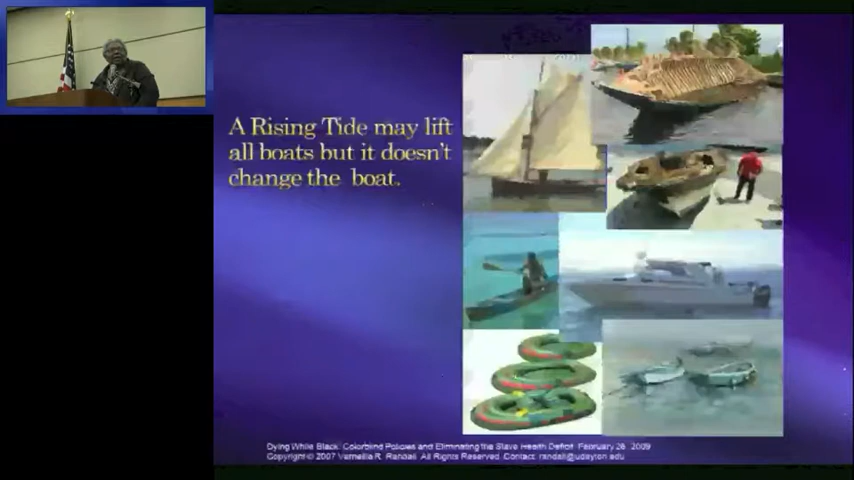 A Rising Tide may lift
all boats but it doesn't
change the boat.
Dying While Black: Colorblind Policies and Eliminating the Slave Health Deficit February 26, 2009
Copyright © 2007 Vernellia R. Randall All Rights Reserved Contact: randall@udayton.edu